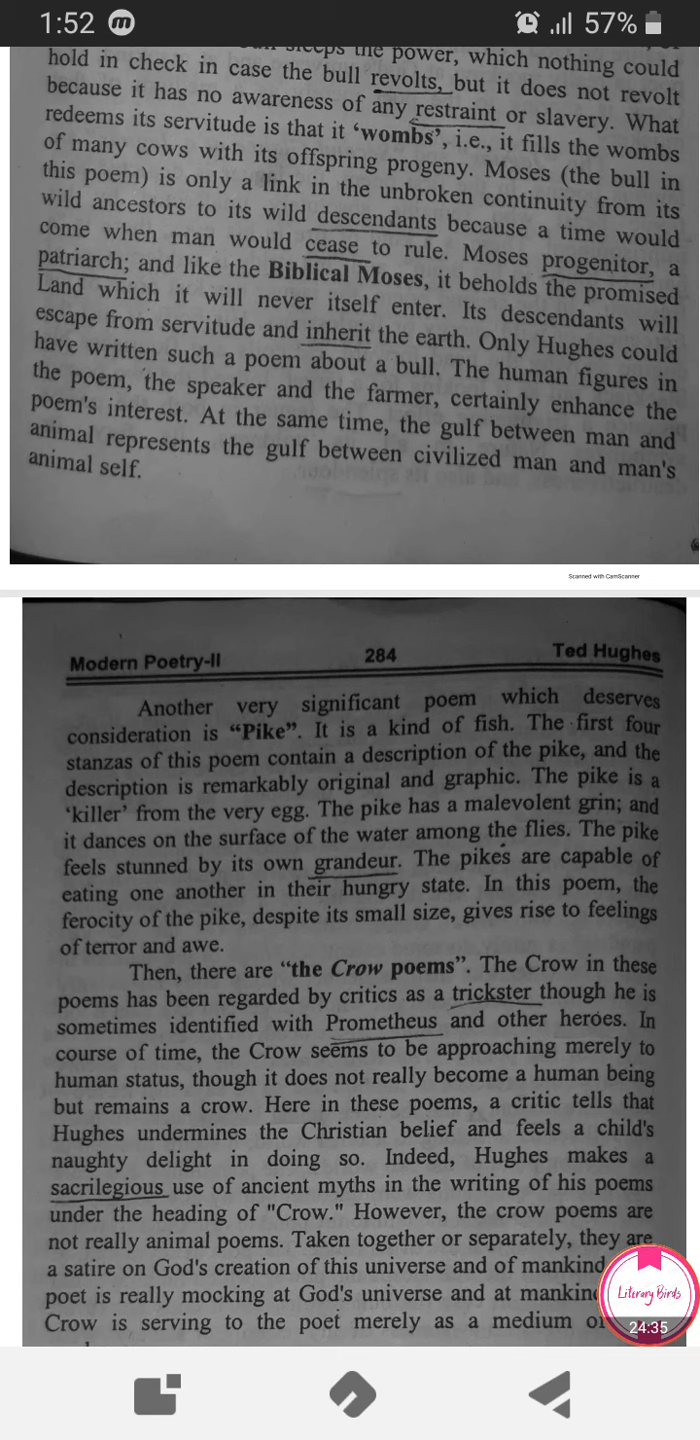 1:52 m 57%
sleeps the power, which nothing could
hold in check in case the bull revolts, but it does not revolt
because it has no awareness of any restraint or slavery. What
redeems its servitude is that it ‘wombs’, i.e., it fills the wombs
of many cows with its offspring progeny. Moses (the bull in
this poem) is only a link in the unbroken continuity from its
wild ancestors to its wild descendants because a time would
come when man would cease to rule. Moses progenitor, a
patriarch; and like the Biblical Moses, it beholds the promised
Land which it will never itself enter. Its descendants will
escape from servitude and inherit the earth. Only Hughes could
have written such a poem about a bull. The human figures in
the poem, the speaker and the farmer, certainly enhance the
poem's interest. At the same time, the gulf between man and
animal represents the gulf between civilized man and man's
animal self.
Scanned with CamScanner
Modern Poetry-II 284 Ted Hughes
Another very significant poem which deserves
consideration is “Pike”. It is a kind of fish. The first four
stanzas of this poem contain a description of the pike, and the
description is remarkably original and graphic. The pike is a
‘killer’ from the very egg. The pike has a malevolent grin; and
it dances on the surface of the water among the flies. The pike
feels stunned by its own grandeur. The pikes are capable of
eating one another in their hungry state. In this poem, the
ferocity of the pike, despite its small size, gives rise to feelings
of terror and awe.
Then, there are “the Crow poems”. The Crow in these
poems has been regarded by critics as a trickster though he is
sometimes identified with Prometheus and other heroes. In
course of time, the Crow seems to be approaching merely to
human status, though it does not really become a human being
but remains a crow. Here in these poems, a critic tells that
Hughes undermines the Christian belief and feels a child's
naughty delight in doing so. Indeed, Hughes makes a
sacrilegious use of ancient myths in the writing of his poems
under the heading of "Crow." However, the crow poems are
not really animal poems. Taken together or separately, they are
a satire on God's creation of this universe and of mankind
poet is really mocking at God's universe and at mankin
Crow is serving to the poet merely as a medium o
Literary Birds
24:35